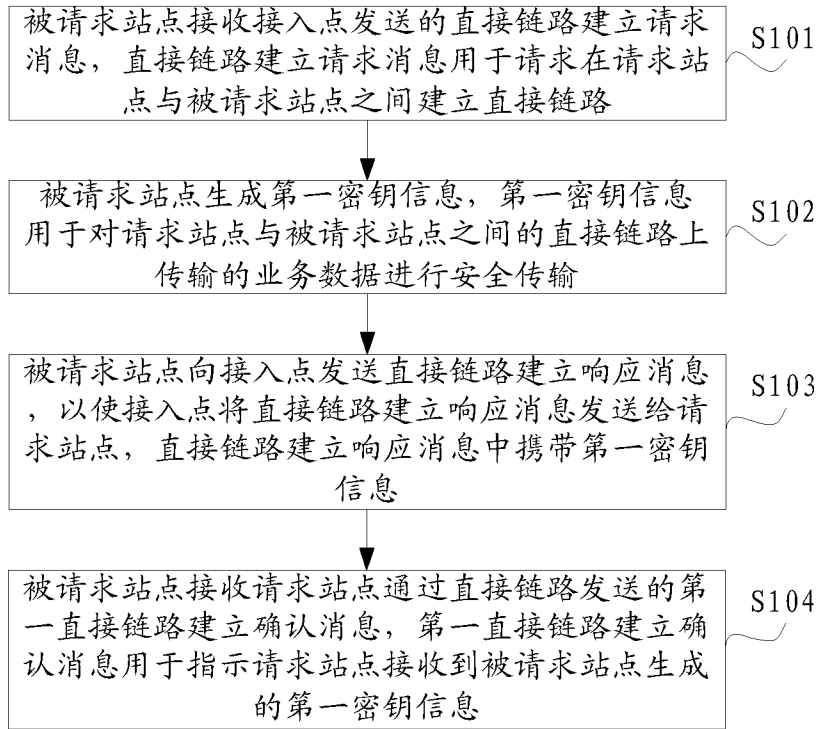 被请求站点接收接入点发送的直接链路建立请求
消息，直接链路建立请求消息用于请求在请求站
点与被请求站点之间建立直接链路
S101
被请求站点生成第一密钥信息，第一密钥信息
用于对请求站点与被请求站点之间的直接链路上
传输的业务数据进行安全传输
S102
被请求站点向接入点发送直接链路建立响应消息
，以使接入点将直接链路建立响应消息发送给请
求站点，直接链路建立响应消息中携带第一密钥
信息
S103
被请求站点接收请求站点通过直接链路发送的第
一直接链路建立确认消息，第一直接链路建立确
认消息用于指示请求站点接收到被请求站点生成
的第一密钥信息
S104